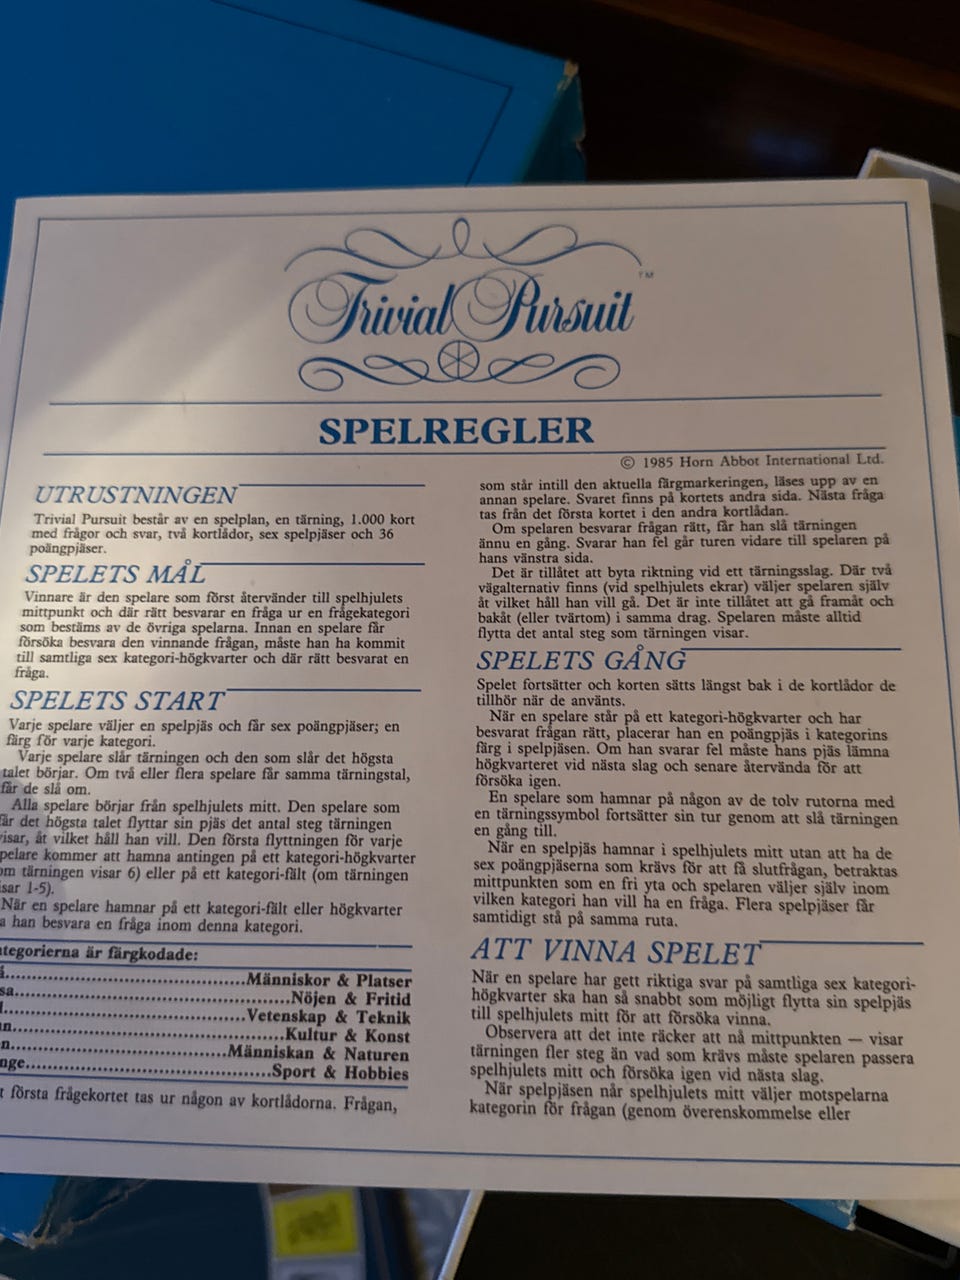 Trivial Pursuit ™
SPELREGLER
© 1985 Horn Abbot International Ltd.
UTRUSTNINGEN
Trivial Pursuit består av en spelplan, en tärning, 1.000 kort
med frågor och svar, två kortlådor, sex spelpjäser och 36
poängpjäser.
SPELETS MÅL
Vinnare är den spelare som först återvänder till spelhjulets
mittpunkt och där rätt besvarar en fråga ur en frågekategori
som bestäms av de övriga spelarna. Innan en spelare får
försöka besvara den vinnande frågan, måste han ha kommit
till samtliga sex kategori-högkvarter och där rätt besvarat en
fråga.
SPELETS START
Varje spelare väljer en spelpjäs och får sex poängpjäser; en
färg för varje kategori.
Varje spelare slår tärningen och den som slår det högsta
talet börjar. Om två eller flera spelare får samma tärningstal,
får de slå om.
Alla spelare börjar från spelhjulets mitt. Den spelare som
får det högsta talet flyttar sin pjäs det antal steg tärningen
visar, åt vilket håll han vill. Den första flyttningen för varje
spelare kommer att hamna antingen på ett kategori-högkvarter
om tärningen visar 6) eller på ett kategori-fält (om tärningen
isar 1-5).
När en spelare hamnar på ett kategori-fält eller högkvarter
a han besvara en fråga inom denna kategori.
tegorierna är färgkodade:
å..............................Människor & Platser
sa..............................Nöjen & Fritid
l..............................Vetenskap & Teknik
n..............................Kultur & Konst
n..............................Människan & Naturen
nge..............................Sport & Hobbies
t första frågekortet tas ur någon av kortlådorna. Frågan,
som står intill den aktuella färgmarkeringen, läses upp av en
annan spelare. Svaret finns på kortets andra sida. Nästa fråga
tas från det första kortet i den andra kortlådan.
Om spelaren besvarar frågan rätt, får han slå tärningen
ännu en gång. Svarar han fel går turen vidare till spelaren på
hans vänstra sida.
Det är tillåtet att byta riktning vid ett tärningsslag. Där två
vägalternativ finns (vid spelhjulets ekrar) väljer spelaren själv
åt vilket håll han vill gå. Det är inte tillåtet att gå framåt och
bakåt (eller tvärtom) i samma drag. Spelaren måste alltid
flytta det antal steg som tärningen visar.
SPELETS GÅNG
Spelet fortsätter och korten sätts längst bak i de kortlådor de
tillhör när de använts.
När en spelare står på ett kategori-högkvarter och har
besvarat frågan rätt, placerar han en poängpjäs i kategorins
färg i spelpjäsen. Om han svarar fel måste hans pjäs lämna
högkvarteret vid nästa slag och senare återvända för att
försöka igen.
En spelare som hamnar på någon av de tolv rutorna med
en tärningssymbol fortsätter sin tur genom att slå tärningen
en gång till.
När en spelpjäs hamnar i spelhjulets mitt utan att ha de
sex poängpjäserna som krävs för att få slutfrågan, betraktas
mittpunkten som en fri yta och spelaren väljer själv inom
vilken kategori han vill ha en fråga. Flera spelpjäser får
samtidigt stå på samma ruta.
ATT VINNA SPELET
När en spelare har gett riktiga svar på samtliga sex kategori-
högkvarter ska han så snabbt som möjligt flytta sin spelpjäs
till spelhjulets mitt för att försöka vinna.
Observera att det inte räcker att nå mittpunkten — visar
tärningen fler steg än vad som krävs måste spelaren passera
spelhjulets mitt och försöka igen vid nästa slag.
När spelpjäsen når spelhjulets mitt väljer motspelarna
kategorin för frågan (genom överenskommelse eller